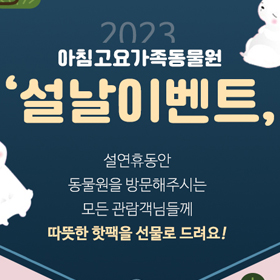 2023
아침고요가족동물원
‘설날이벤트,
설연휴동안
동물원을 방문해주시는
모든 관람객님들께
따뜻한 핫팩을 선물로 드려요!